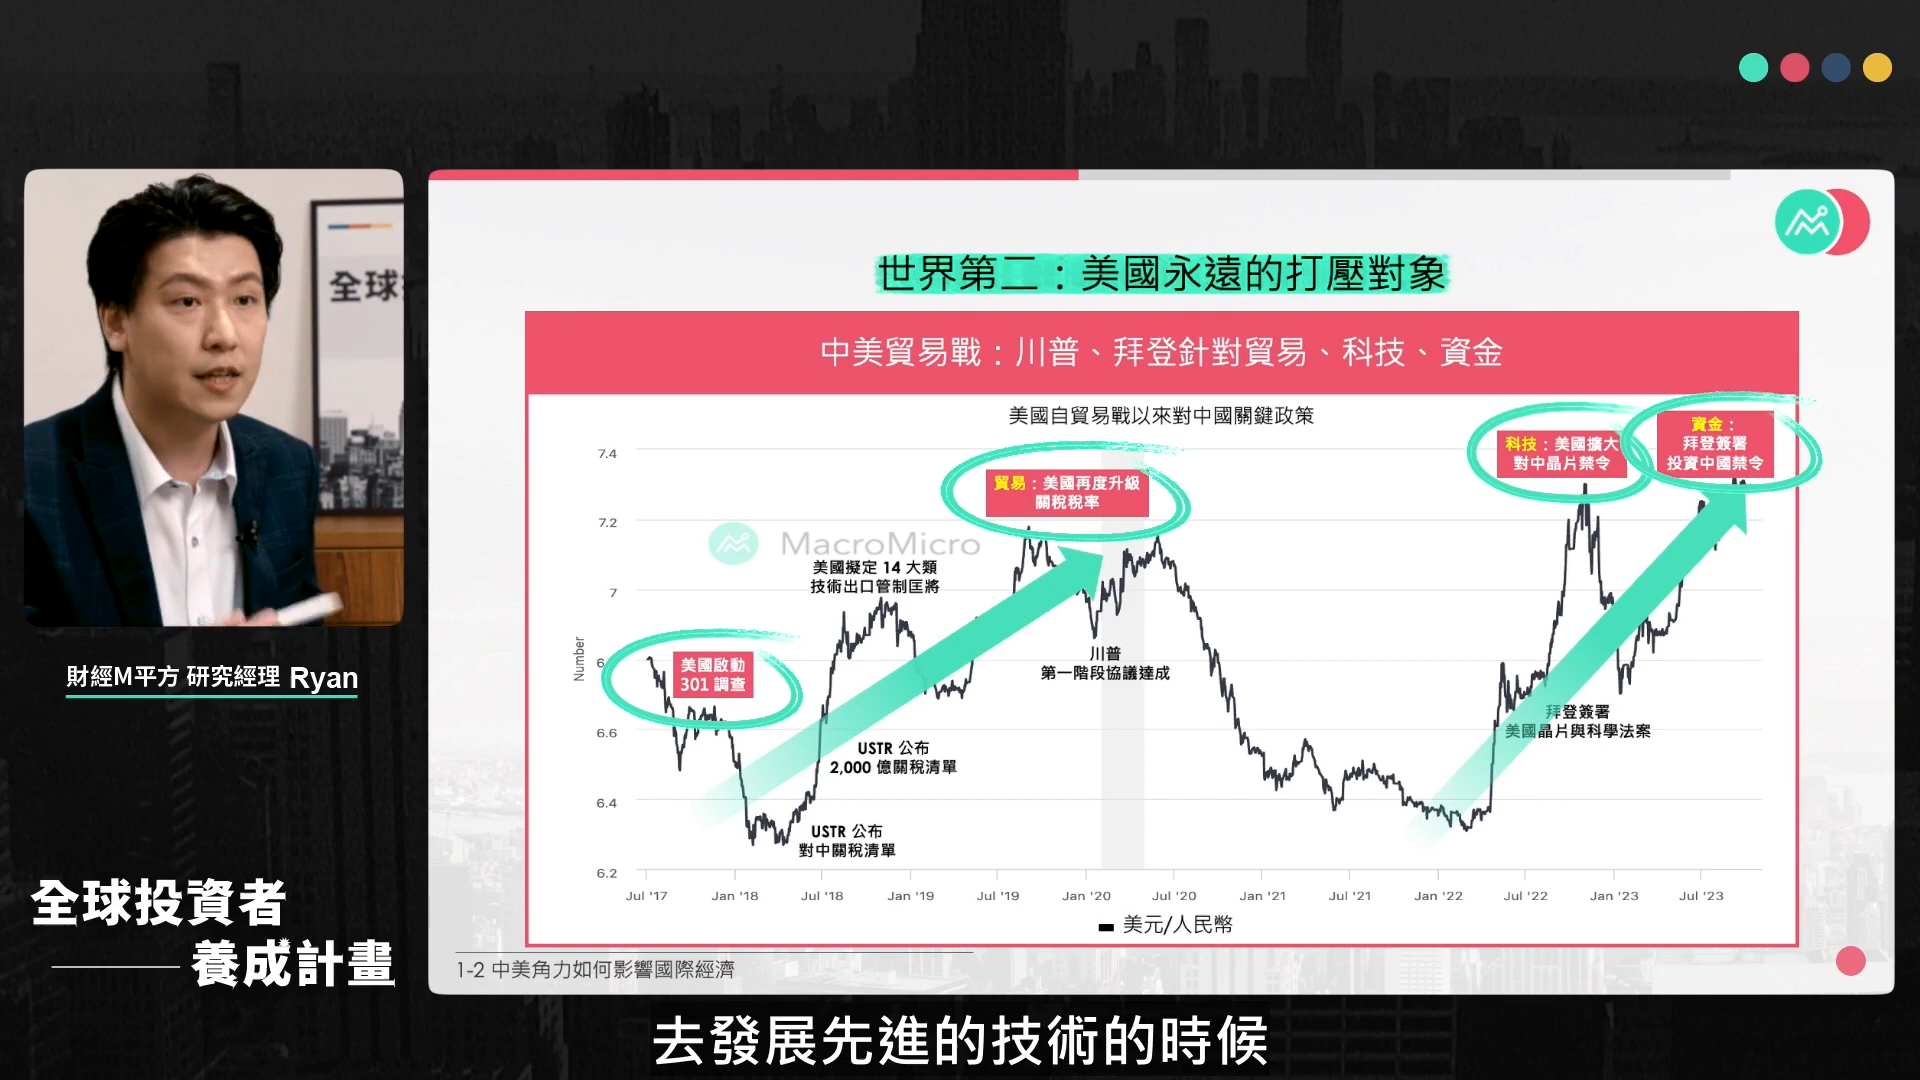 世界第二：美國永遠的打壓對象
中美貿易戰：川普、拜登針對貿易、科技、資金
美國自貿易戰以來對中國關鍵政策
資金：
拜登簽署
投資中國禁令
科技：美國擴大
對中晶片禁令
貿易：美國再度升級
關稅稅率
MacroMicro
美國擬定 14 大類
技術出口管制匡將
美國啟動
301 調查
川普
第一階段協議達成
拜登簽署
美國晶片與科學法案
USTR 公布
2,000 億關稅清單
USTR 公布
對中關稅清單
Number
7.4
7.2
7
6.6
6.4
6.2
Jul '17 Jan '18 Jul '18 Jan '19 Jul '19 Jan '20 Jul '20 Jan '21 Jul '21 Jan '22 Jul '22 Jan '23 Jul '23
美元/人民幣
1-2 中美角力如何影響國際經濟
全球
財經M平方 研究經理 Ryan
全球投資者
養成計畫
去發展先進的技術的時候